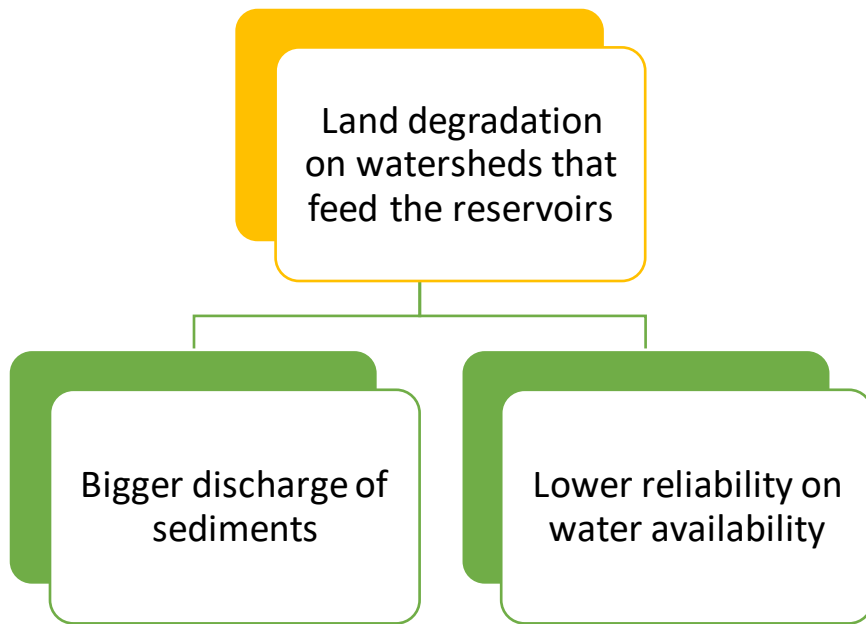 Land degradation
on watersheds that
feed the reservoirs
Bigger discharge of
sediments
Lower reliability on
water availability